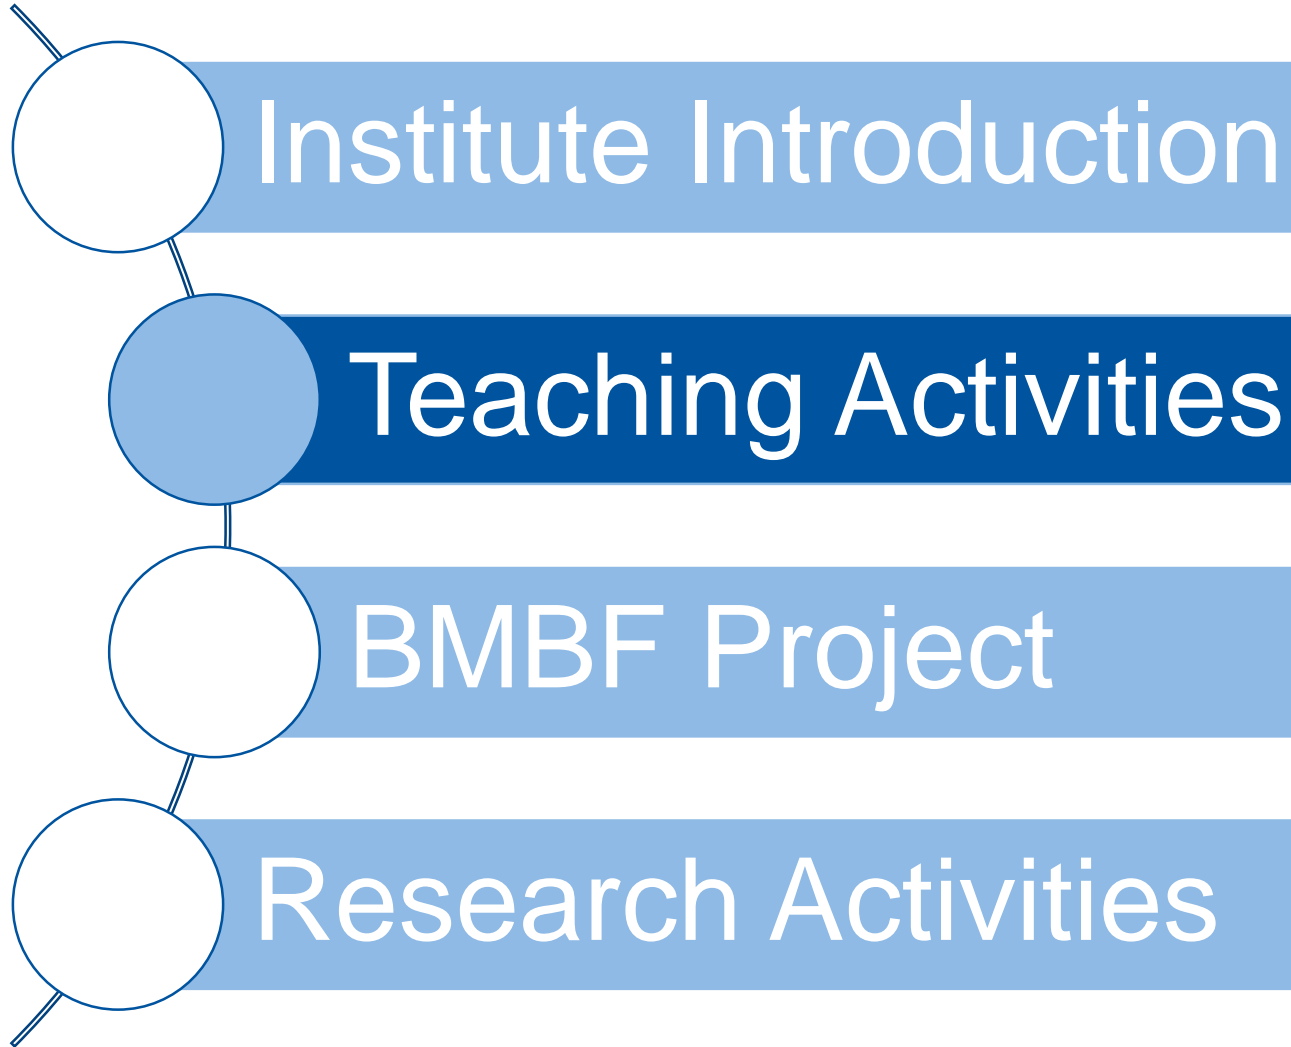 Institute Introduction
Teaching Activities
BMBF Project
Research Activities